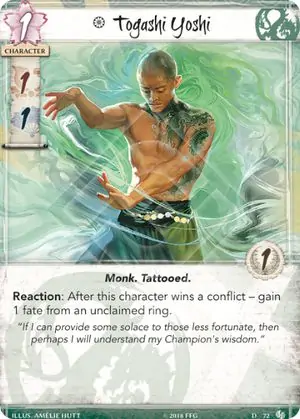 1
Togashi Yoshi
CHARACTER
1
1
1
Monk. Tattooed.
Reaction: After this character wins a conflict – gain
1 fate from an unclaimed ring.
"If I can provide some solace to those less fortunate, then
perhaps I will understand my Champion's wisdom."
ILLUS. AMÉLIE HUTT
© 2018 FFG
D 72